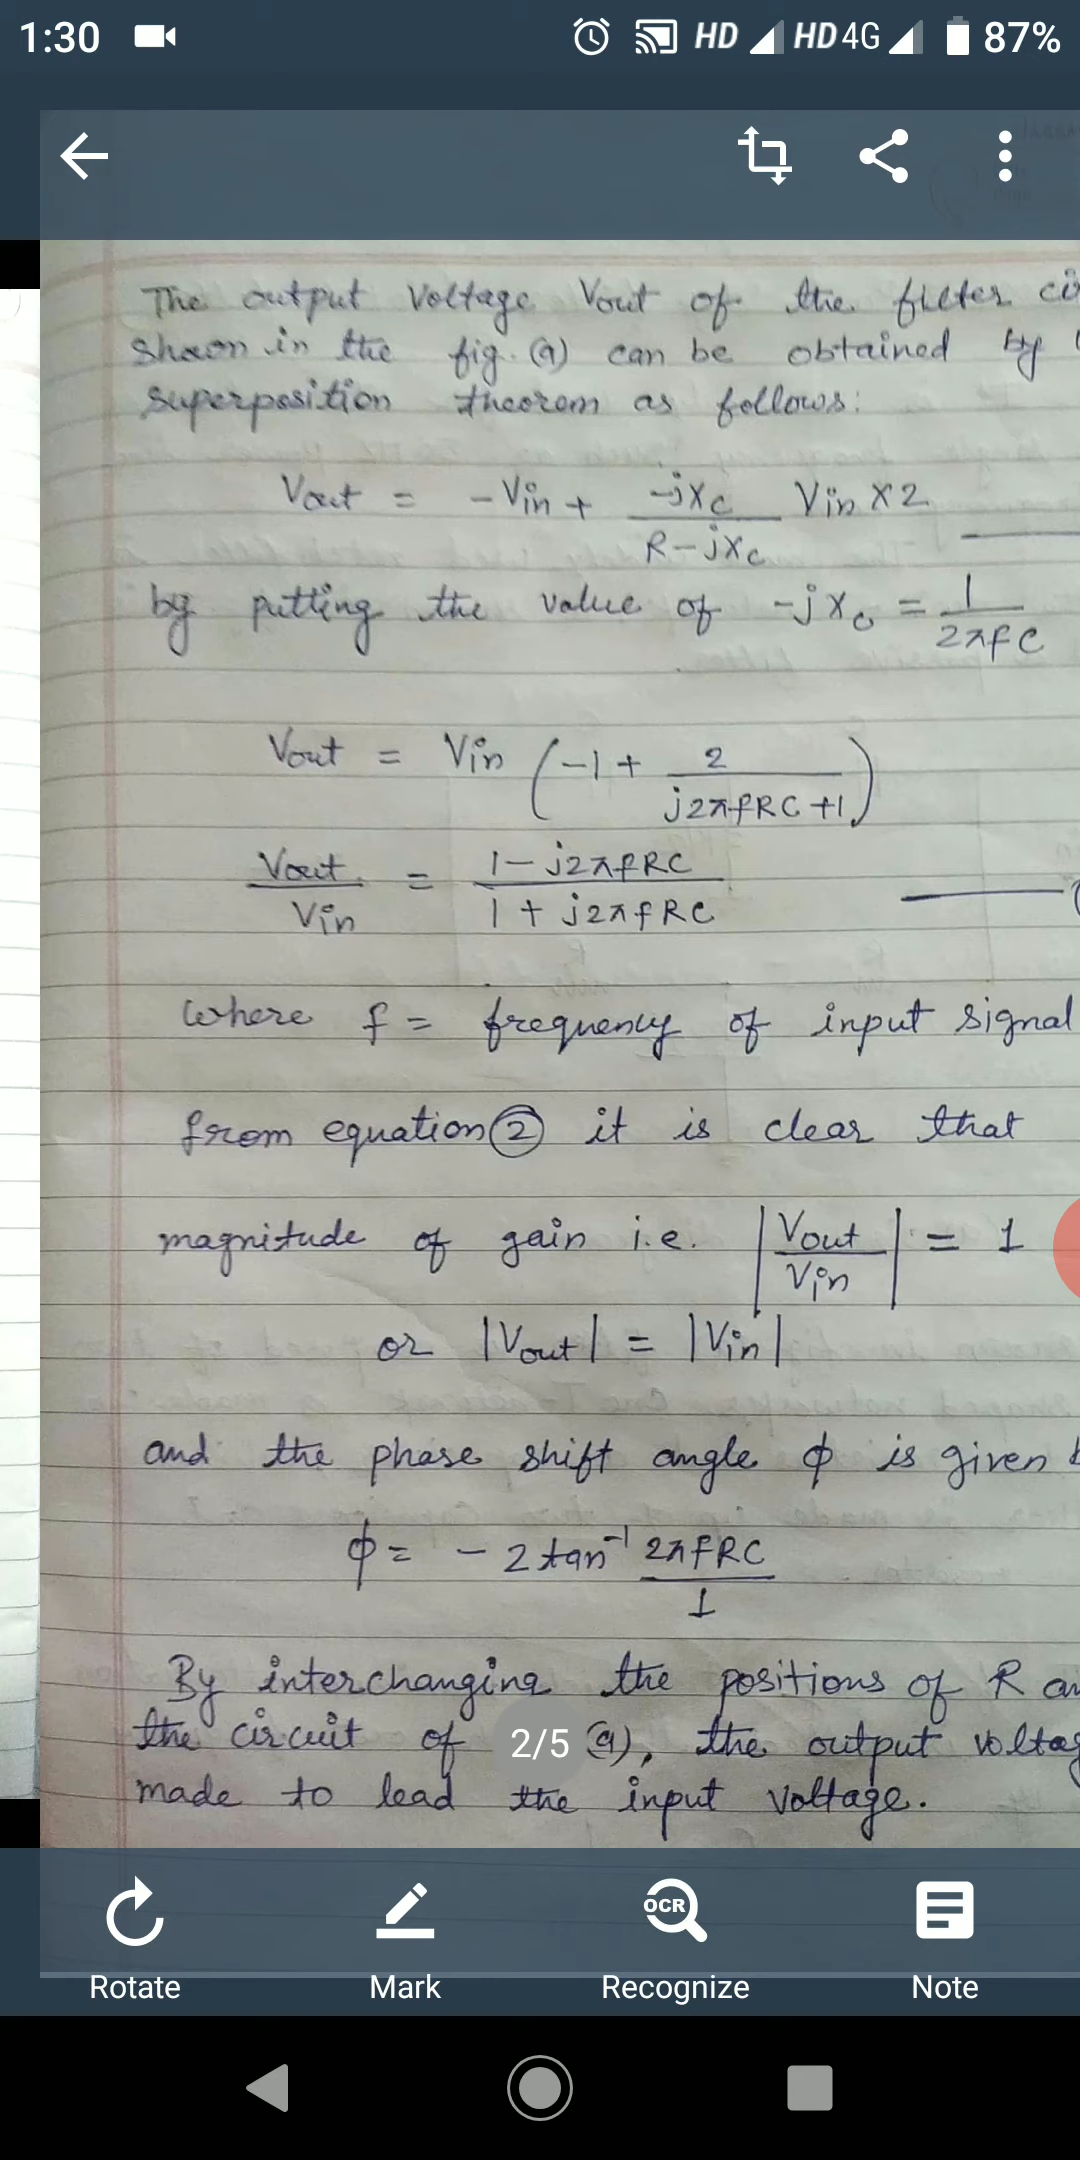 1:30 HD HD 4G 87%
The output Voltage Vout of the filter ci
shown in the fig. (a) can be obtained by
superposition theorem as follows:
Vout = - Vin + -jXc / R-jXc Vin X 2
by putting the value of -jXc = 1 / 2πfC
Vout = Vin ( -1 + 2 / j2πfRC +1 )
Vout / Vin = 1 - j2πfRC / 1 + j2πfRC
where f = frequency of input signal
from equation ② it is clear that
magnitude of gain i.e. | Vout / Vin | = 1
or |Vout| = |Vin|
and the phase shift angle ϕ is given
ϕ = - 2 tan⁻¹ 2πfRC / 1
By interchanging the positions of R an
the circuit of 2/5 (a), the output voltag
made to lead the input voltage.
Rotate Mark OCR Recognize Note